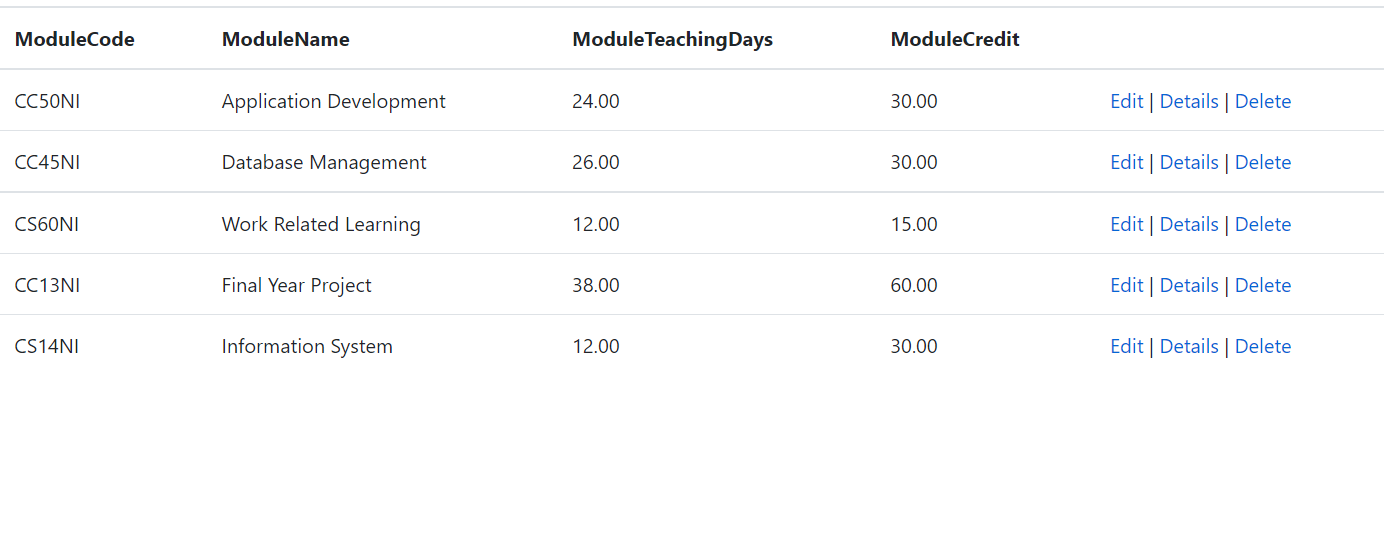 ModuleCode ModuleName ModuleTeachingDays ModuleCredit
CC50NI Application Development 24.00 30.00 Edit | Details | Delete
CC45NI Database Management 26.00 30.00 Edit | Details | Delete
CS60NI Work Related Learning 12.00 15.00 Edit | Details | Delete
CC13NI Final Year Project 38.00 60.00 Edit | Details | Delete
CS14NI Information System 12.00 30.00 Edit | Details | Delete